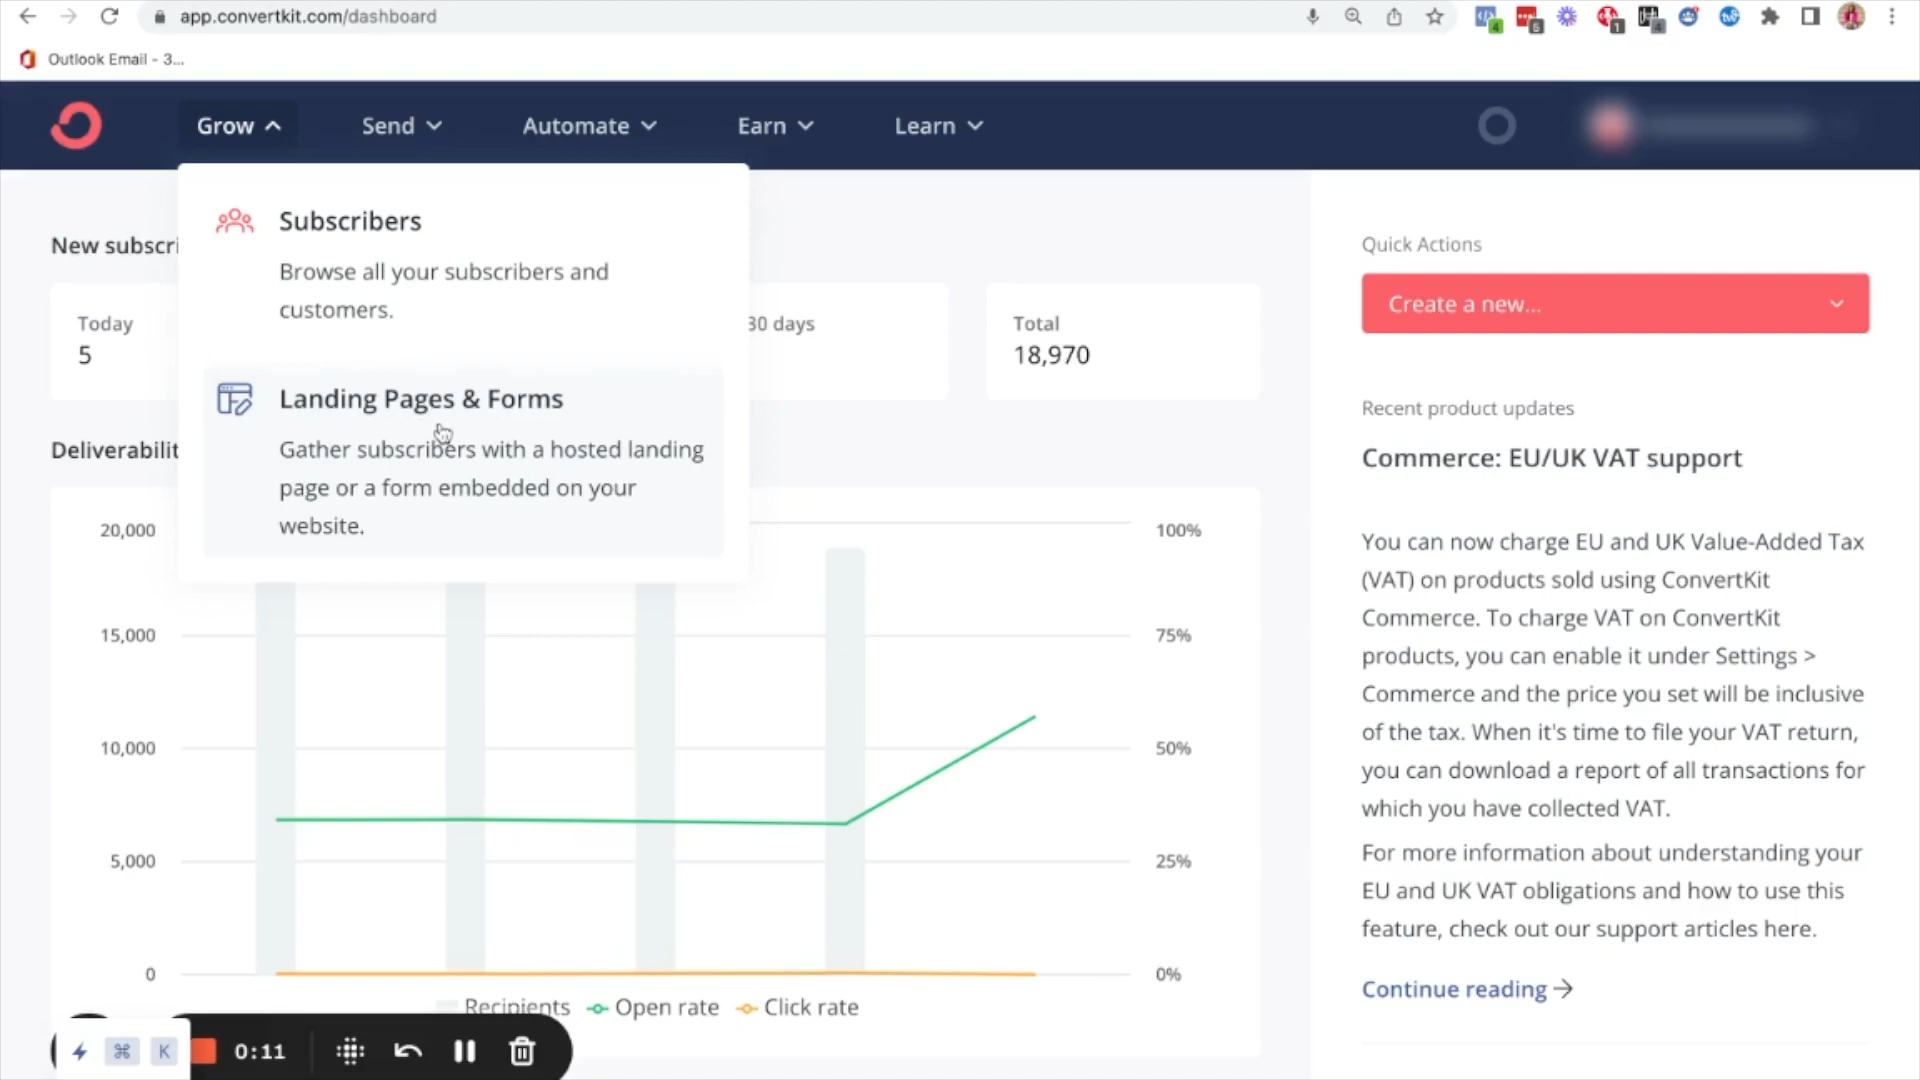 app.convertkit.com/dashboard
4
6
1
4
tv
Outlook Email - 3...
Grow
Send
Automate
Earn
Learn
Subscribers
Browse all your subscribers and
customers.
Landing Pages & Forms
Gather subscribers with a hosted landing
page or a form embedded on your
website.
New subscri
Today
5
30 days
Total
18,970
Deliverabilit
20,000
15,000
10,000
5,000
0
100%
75%
50%
25%
0%
Recipients
Open rate
Click rate
Quick Actions
Create a new...
Recent product updates
Commerce: EU/UK VAT support
You can now charge EU and UK Value-Added Tax
(VAT) on products sold using ConvertKit
Commerce. To charge VAT on ConvertKit
products, you can enable it under Settings >
Commerce and the price you set will be inclusive
of the tax. When it's time to file your VAT return,
you can download a report of all transactions for
which you have collected VAT.
For more information about understanding your
EU and UK VAT obligations and how to use this
feature, check out our support articles here.
Continue reading →
⌘ K
0:11